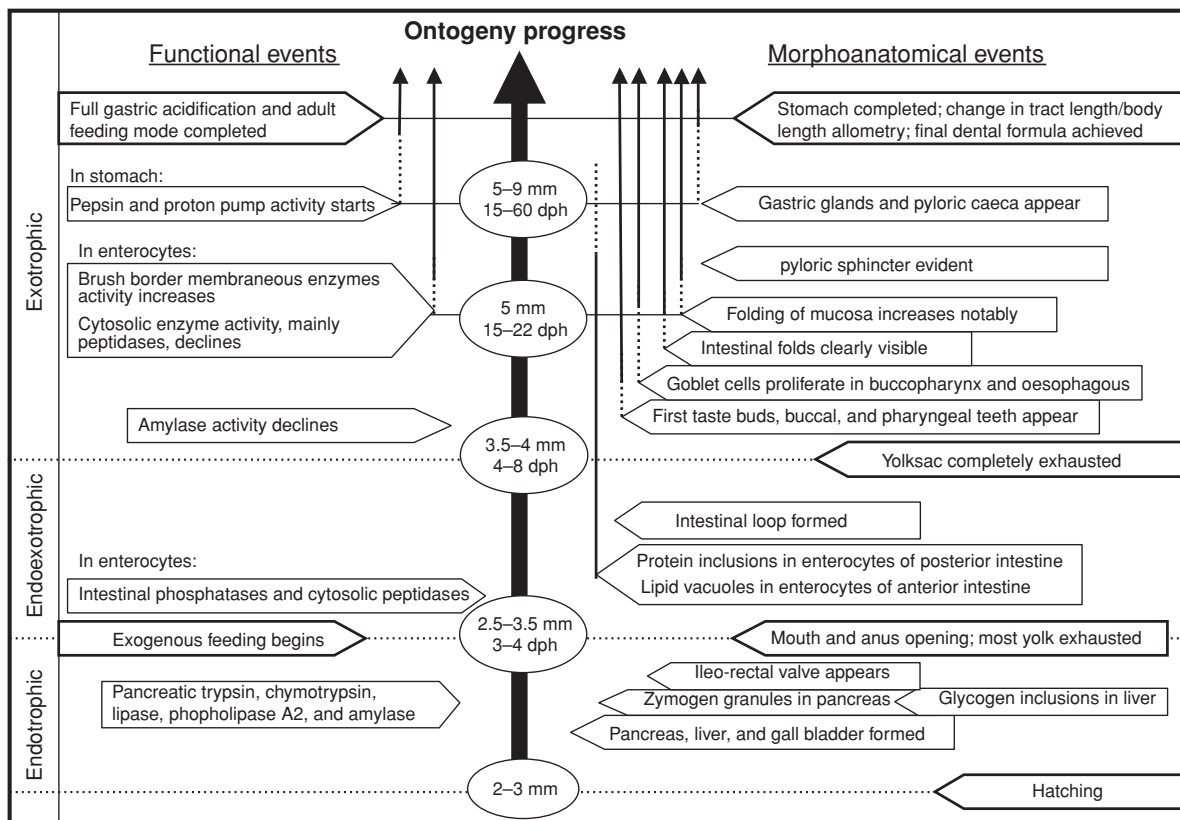 Ontogeny progress
Functional events
Morphoanatomical events
Full gastric acidification and adult
feeding mode completed
Stomach completed; change in tract length/body
length allometry; final dental formula achieved
Exotrophic
In stomach:
Pepsin and proton pump activity starts
5–9 mm
15–60 dph
Gastric glands and pyloric caeca appear
In enterocytes:
Brush border membraneous enzymes
activity increases
Cytosolic enzyme activity, mainly
peptidases, declines
pyloric sphincter evident
5 mm
15–22 dph
Folding of mucosa increases notably
Intestinal folds clearly visible
Goblet cells proliferate in buccopharynx and oesophagous
First taste buds, buccal, and pharyngeal teeth appear
Amylase activity declines
3.5–4 mm
4–8 dph
Yolksac completely exhausted
Endoexotrophic
Intestinal loop formed
In enterocytes:
Intestinal phosphatases and cytosolic peptidases
Protein inclusions in enterocytes of posterior intestine
Lipid vacuoles in enterocytes of anterior intestine
2.5–3.5 mm
3–4 dph
Exogenous feeding begins
Mouth and anus opening; most yolk exhausted
Endotrophic
Ileo-rectal valve appears
Pancreatic trypsin, chymotrypsin,
lipase, phopholipase A2, and amylase
Zymogen granules in pancreas
Glycogen inclusions in liver
Pancreas, liver, and gall bladder formed
2–3 mm
Hatching